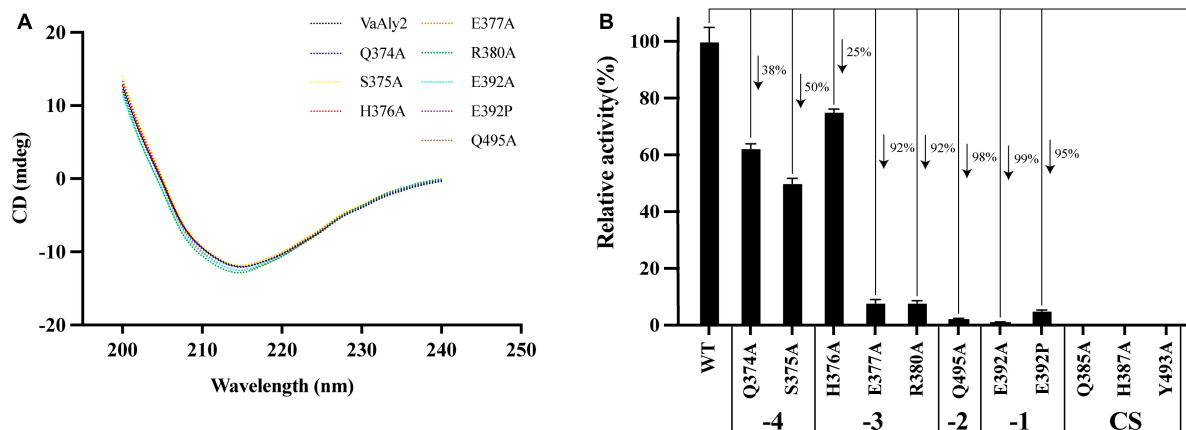 A
20
10
0
-10
-20
CD (mdeg)
200 210 220 230 240 250
Wavelength (nm)
VaAly2
Q374A
S375A
H376A
E377A
R380A
E392A
E392P
Q495A
B
Relative activity(%)
100
80
60
40
20
0
38%
50%
25%
92%
92%
98%
99%
95%
WT
Q374A
S375A
H376A
E377A
R380A
Q495A
E392A
E392P
Q385A
H387A
Y493A
-4 -3 -2 -1 CS